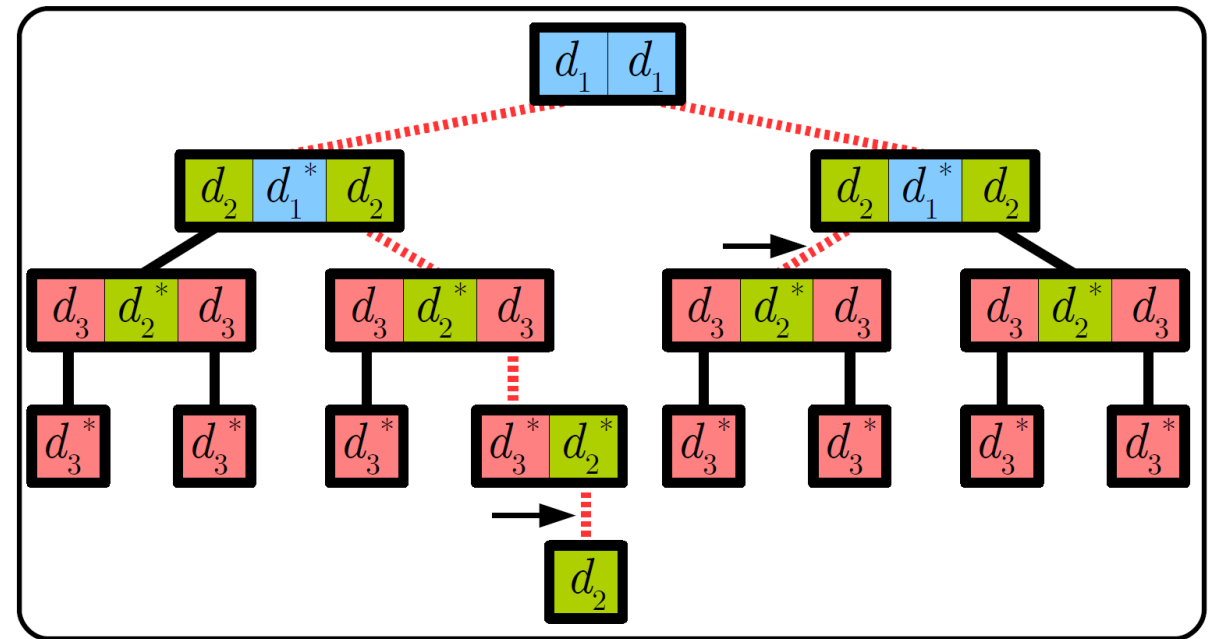 d₁ d₁
d₂ d₁* d₂ d₂ d₁* d₂
d₃ d₂* d₃ d₃ d₂* d₃ d₃ d₂* d₃ d₃ d₂* d₃
d₃* d₃* d₃* d₃* d₂* d₃* d₃* d₃* d₃*
d₂